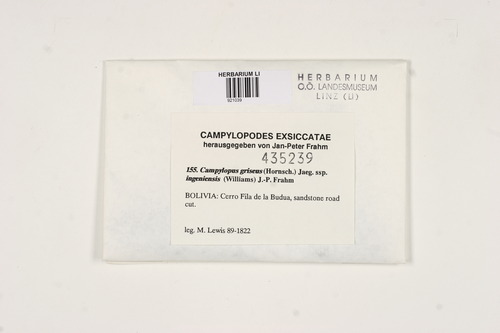 HERBARIUM LI
921039
HERBARIUM
O.Ö. LANDESMUSEUM
LINZ (LI)
CAMPYLOPODES EXSICCATAE
herausgegeben von Jan-Peter Frahm
435239
155. Campylopus griseus (Hornsch.) Jaeg. ssp.
ingeniensis (Williams) J.-P. Frahm
BOLIVIA: Cerro Fila de la Budua, sandstone road
cut.
leg. M. Lewis 89-1822